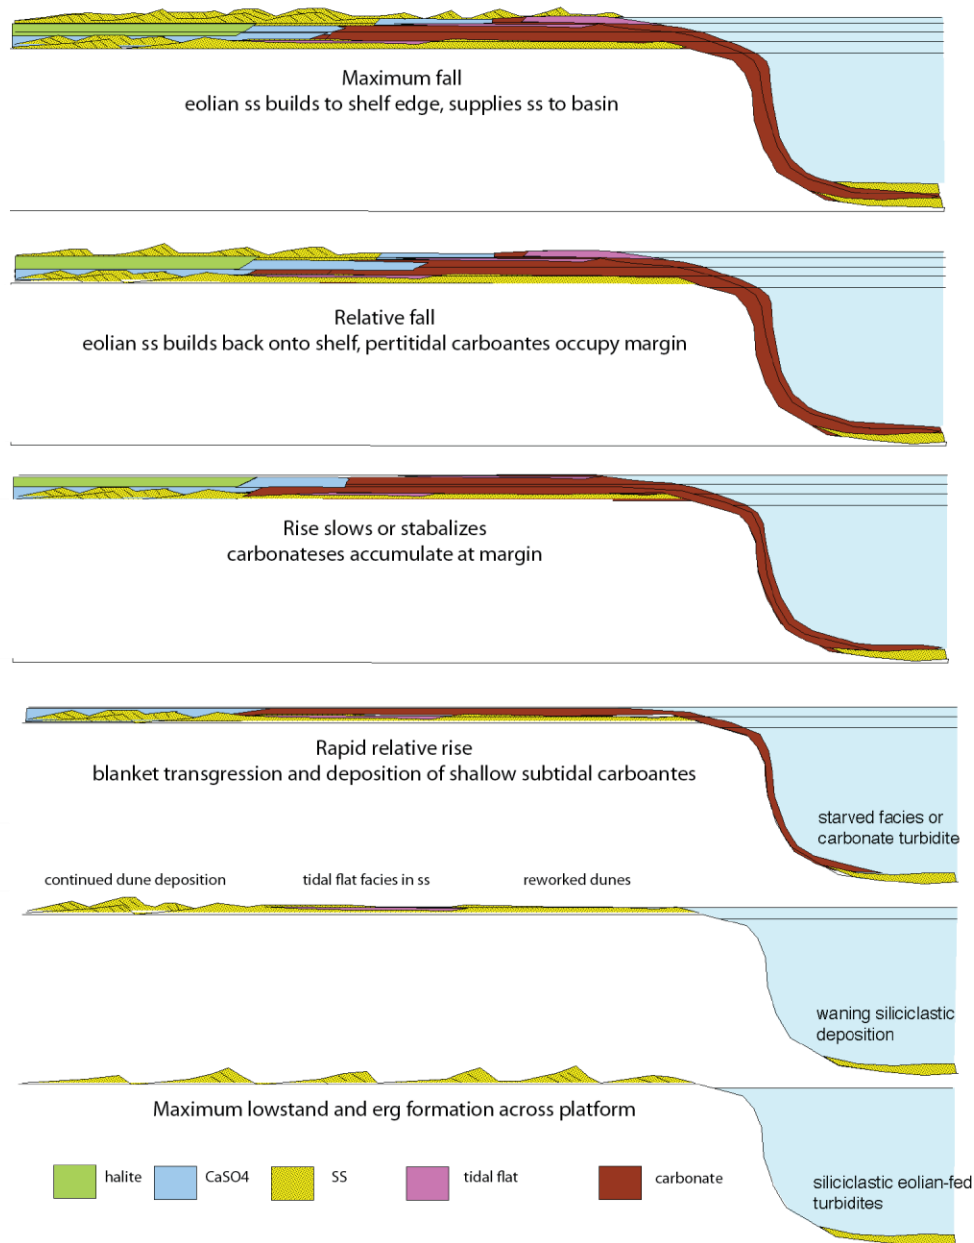 Maximum fall
eolian ss builds to shelf edge, supplies ss to basin
Relative fall
eolian ss builds back onto shelf, pertitidal carboantes occupy margin
Rise slows or stabalizes
carbonateses accumulate at margin
Rapid relative rise
blanket transgression and deposition of shallow subtidal carboantes
starved facies or
carbonate turbidite
continued dune deposition
tidal flat facies in ss
reworked dunes
waning siliciclastic
deposition
Maximum lowstand and erg formation across platform
halite
CaSO4
SS
tidal flat
carbonate
siliciclastic eolian-fed
turbidites